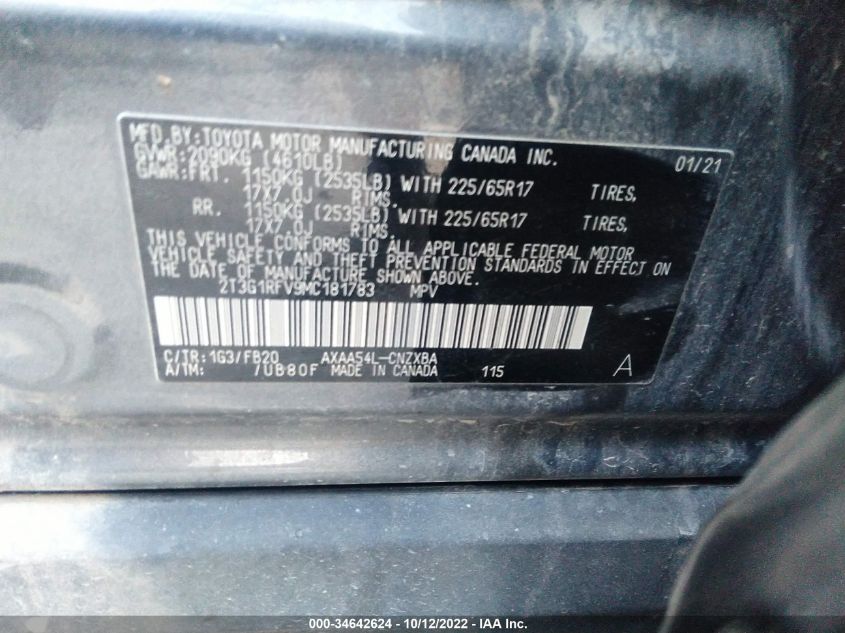 MFD. BY: TOYOTA MOTOR MANUFACTURING CANADA INC. 01/21
GVWR: 2090KG (4610LB)
GAWR: FRT. 1150KG (2535LB) WITH 225/65R17 TIRES,
17X7.0J RIMS.
RR. 1150KG (2535LB) WITH 225/65R17 TIRES,
17X7.0J RIMS.
THIS VEHICLE CONFORMS TO ALL APPLICABLE FEDERAL MOTOR
VEHICLE SAFETY AND THEFT PREVENTION STANDARDS IN EFFECT ON
THE DATE OF MANUFACTURE SHOWN ABOVE.
2T3G1RFV9MC181783 MPV
C/TR: 1G3/FB20 AXAA54L-CNZXBA
A/TM: /UB80F MADE IN CANADA 115 A
000-34642624 - 10/12/2022 - IAA Inc.